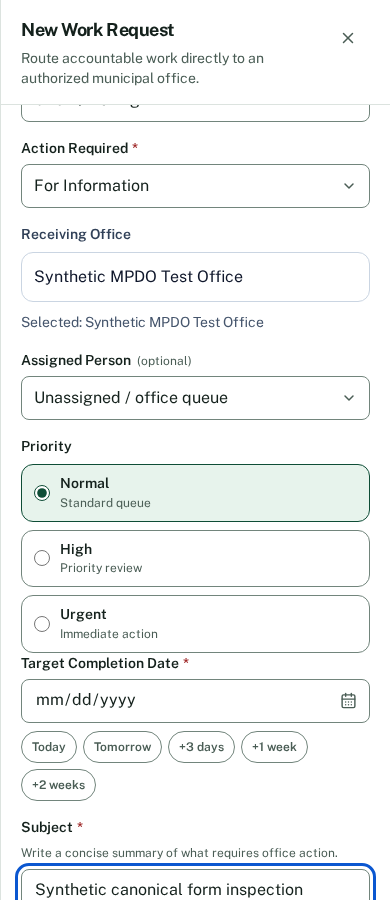 New Work Request
Route accountable work directly to an
authorized municipal office.
Action Required *
For Information
Receiving Office
Synthetic MPDO Test Office
Selected: Synthetic MPDO Test Office
Assigned Person (optional)
Unassigned / office queue
Priority
Normal
Standard queue
High
Priority review
Urgent
Immediate action
Target Completion Date *
mm/dd/yyyy
Today
Tomorrow
+3 days
+1 week
+2 weeks
Subject *
Write a concise summary of what requires office action.
Synthetic canonical form inspection